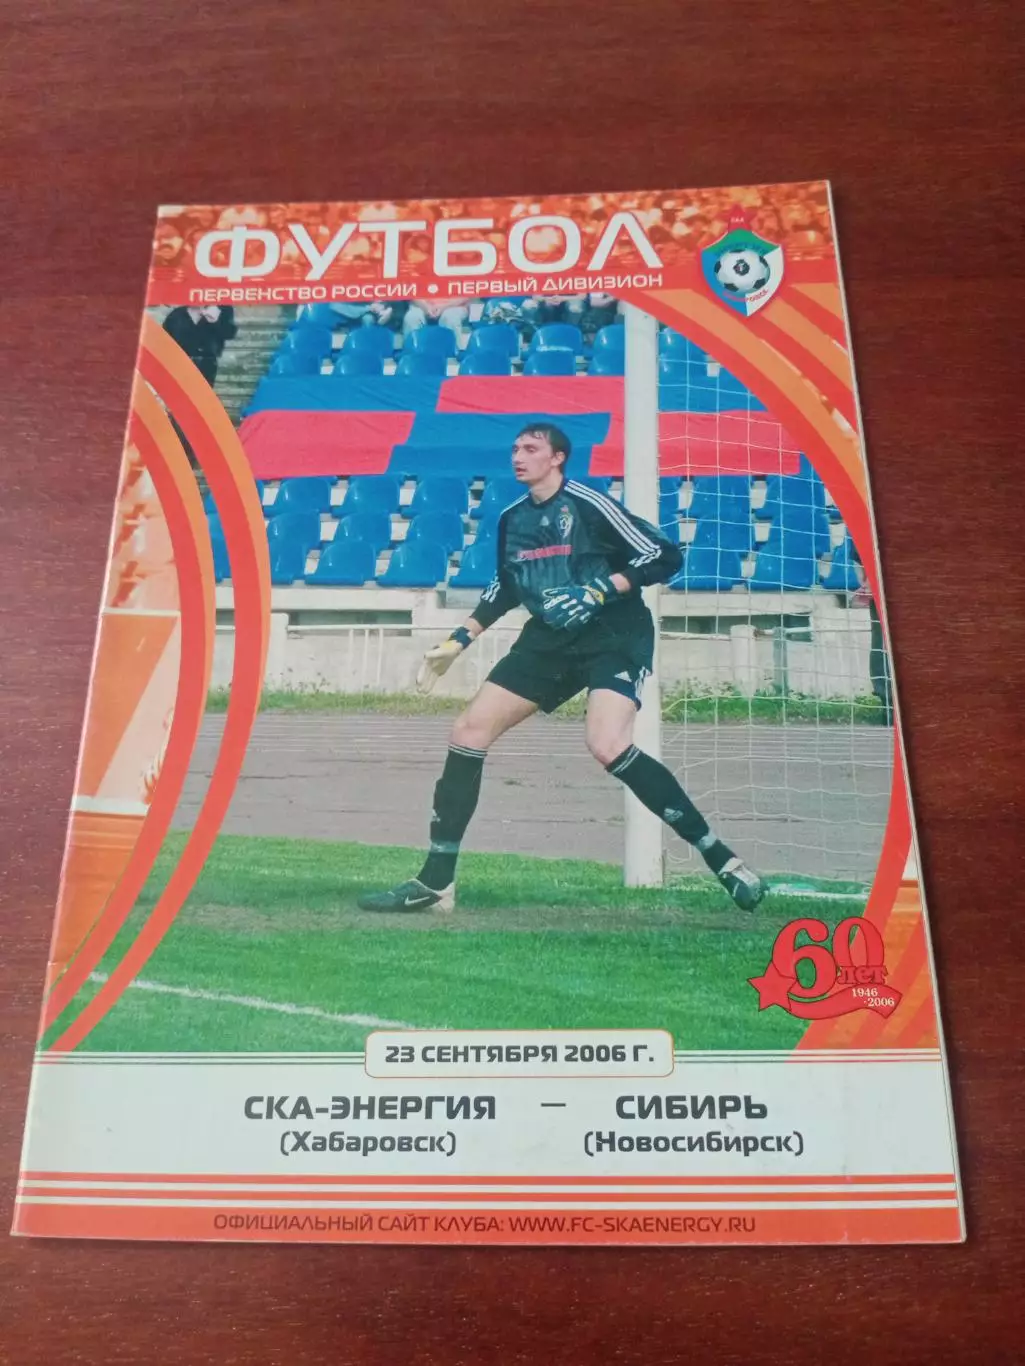 ФУТБОЛ
ПЕРВЕНСТВО РОССИИ • ПЕРВЫЙ ДИВИЗИОН
60
лет
1946
-2006
23 СЕНТЯБРЯ 2006 Г.
СКА-ЭНЕРГИЯ — СИБИРЬ
(Хабаровск) (Новосибирск)
ОФИЦИАЛЬНЫЙ САЙТ КЛУБА: WWW.FC-SKAENERGY.RU